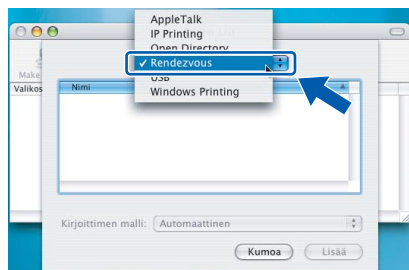 AppleTalk
IP Printing
Open Directory
✓ Rendezvous
USB
Windows Printing
Make
Valikos
Nimi
Kirjoittimen malli: Automaattinen
Kumoa Lisää